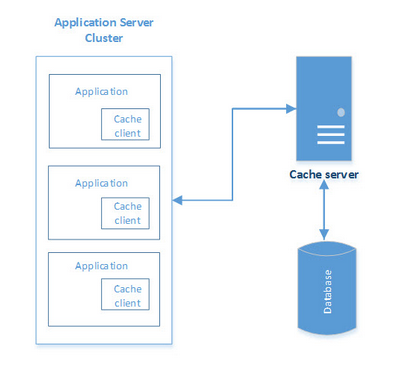 Application Server
Cluster
Application
Cache
client
Application
Cache
client
Application
Cache
client
Cache server
Database